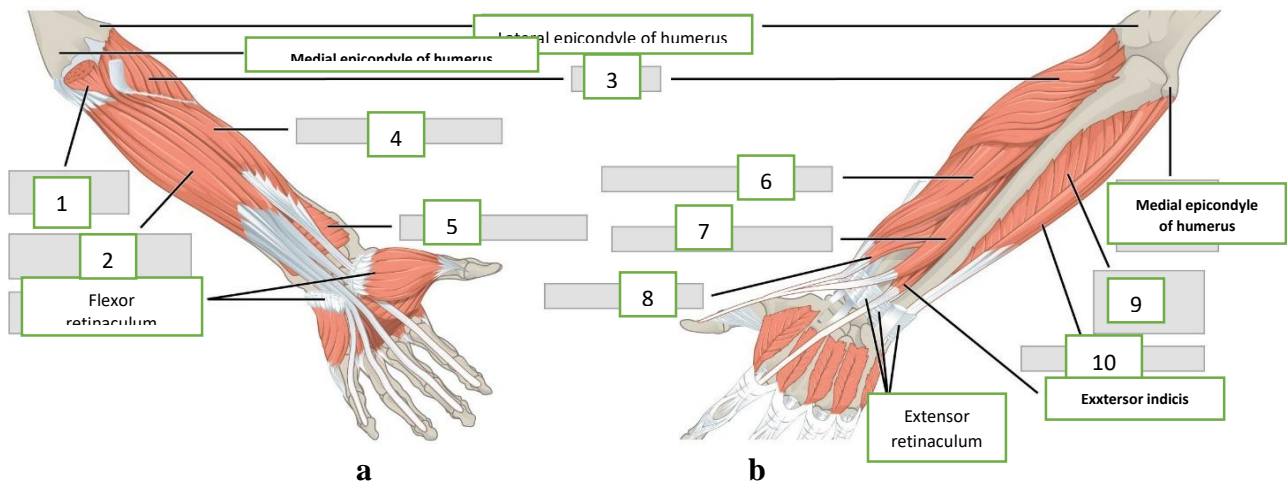 Lateral epicondyle of humerus
Medial epicondyle of humerus
3
4
1
6
Medial epicondyle
of humerus
5
7
2
Flexor
retinaculum
8
9
10
Exxtersor indicis
Extensor
retinaculum
a
b